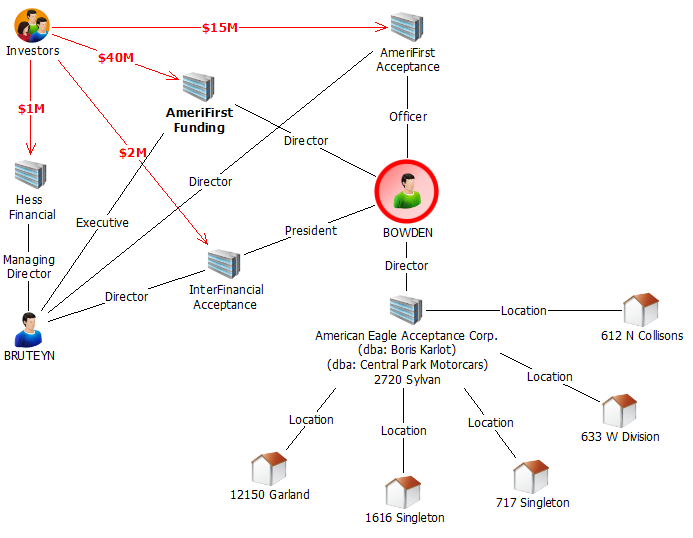 $15M
Investors
AmeriFirst
Acceptance
$40M
AmeriFirst
Funding
$1M
Officer
Director
$2M
Director
Hess
Financial
Executive
President
BOWDEN
Managing
Director
Director
Director
InterFinancial
Acceptance
BRUTEYN
Location
American Eagle Acceptance Corp.
(dba: Boris Karlot)
(dba: Central Park Motorcars)
2720 Sylvan
612 N Collisons
Location
633 W Division
Location
Location
Location
12150 Garland
717 Singleton
1616 Singleton